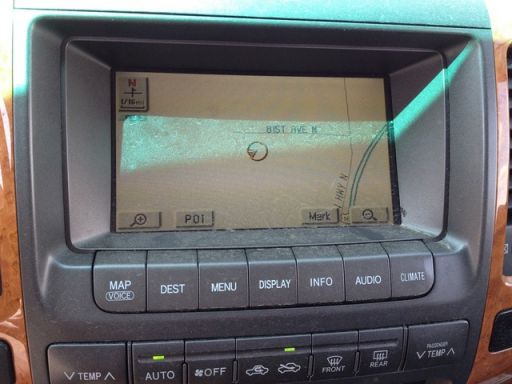 N
1/16mi
81ST AVE N
HWY N
POI
Mark
MAP
VOICE
DEST
MENU
DISPLAY
INFO
AUDIO
CLIMATE
PASSENGER
TEMP
AUTO
OFF
FRONT
REAR
TEMP